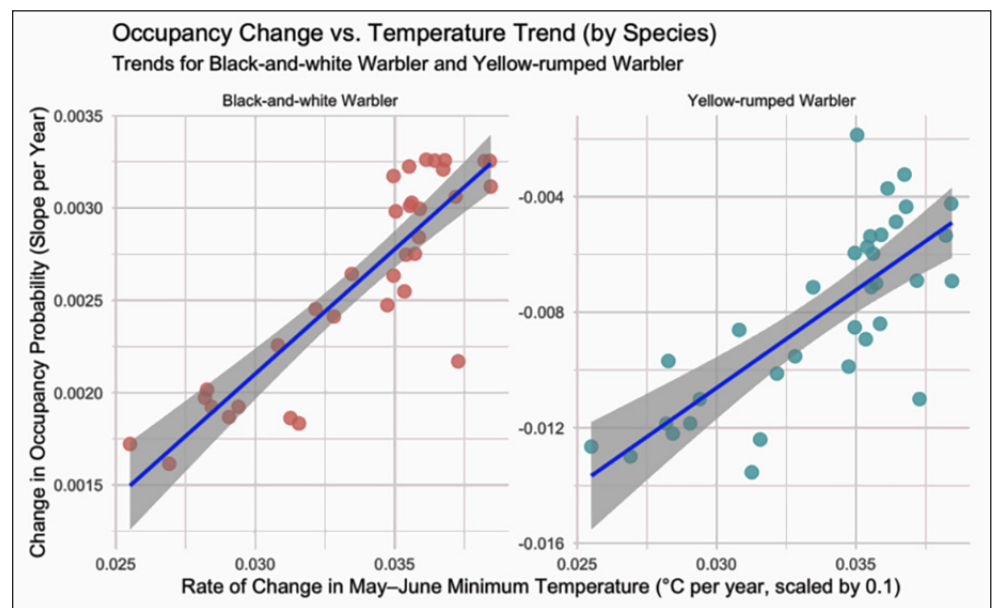 Occupancy Change vs. Temperature Trend (by Species)
Trends for Black-and-white Warbler and Yellow-rumped Warbler
Black-and-white Warbler
Yellow-rumped Warbler
Change in Occupancy Probability (Slope per Year)
0.0035
0.0030
0.0025
0.0020
0.0015
-0.004
-0.008
-0.012
-0.016
0.025 0.030 0.035
0.025 0.030 0.035
Rate of Change in May–June Minimum Temperature (°C per year, scaled by 0.1)